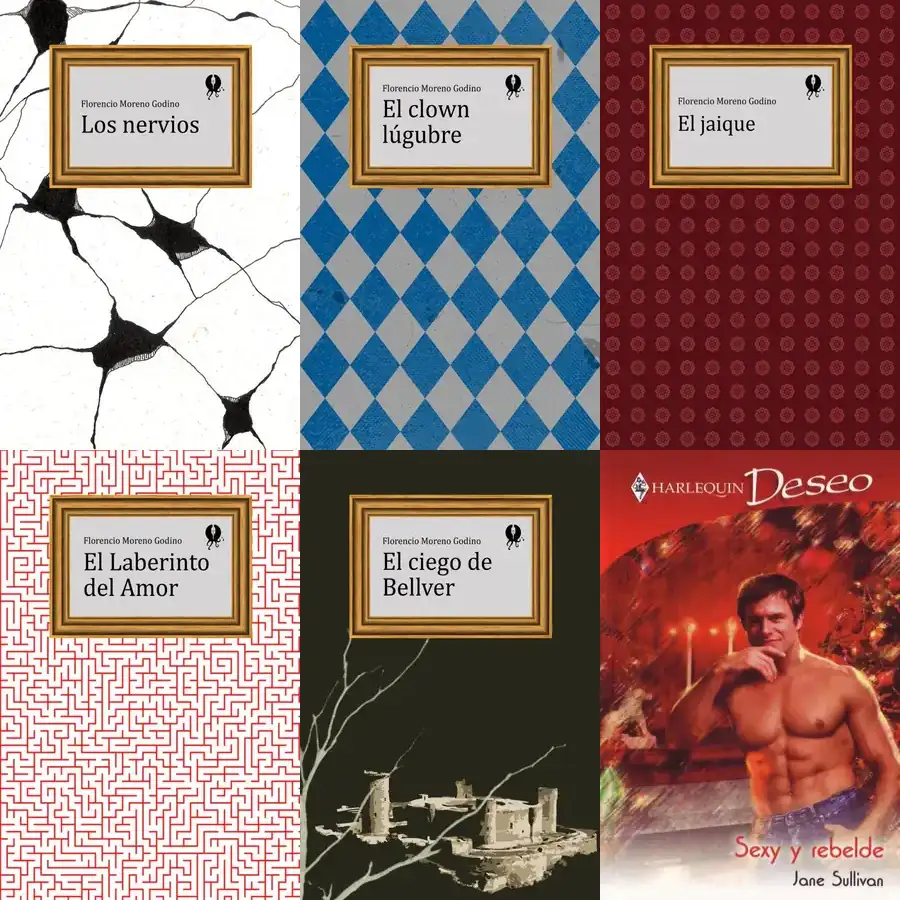 Florencio Moreno Godino
Los nervios
Florencio Moreno Godino
El clown
lúgubre
Florencio Moreno Godino
El jaique
Florencio Moreno Godino
El Laberinto
del Amor
Florencio Moreno Godino
El ciego de
Bellver
HARLEQUIN Deseo
Sexy y rebelde
Jane Sullivan